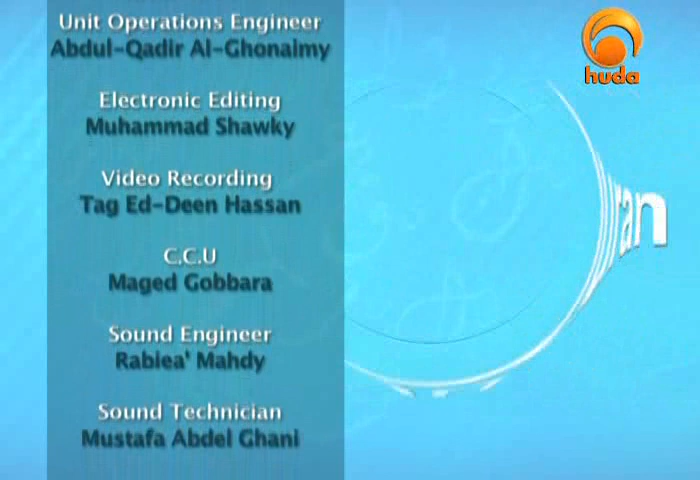 Unit Operations Engineer
Abdul-Qadir Al-Ghonaimy
Electronic Editing
Muhammad Shawky
Video Recording
Tag Ed-Deen Hassan
C.C.U
Maged Gobbara
Sound Engineer
Rabiea' Mahdy
Sound Technician
Mustafa Abdel Ghani
huda